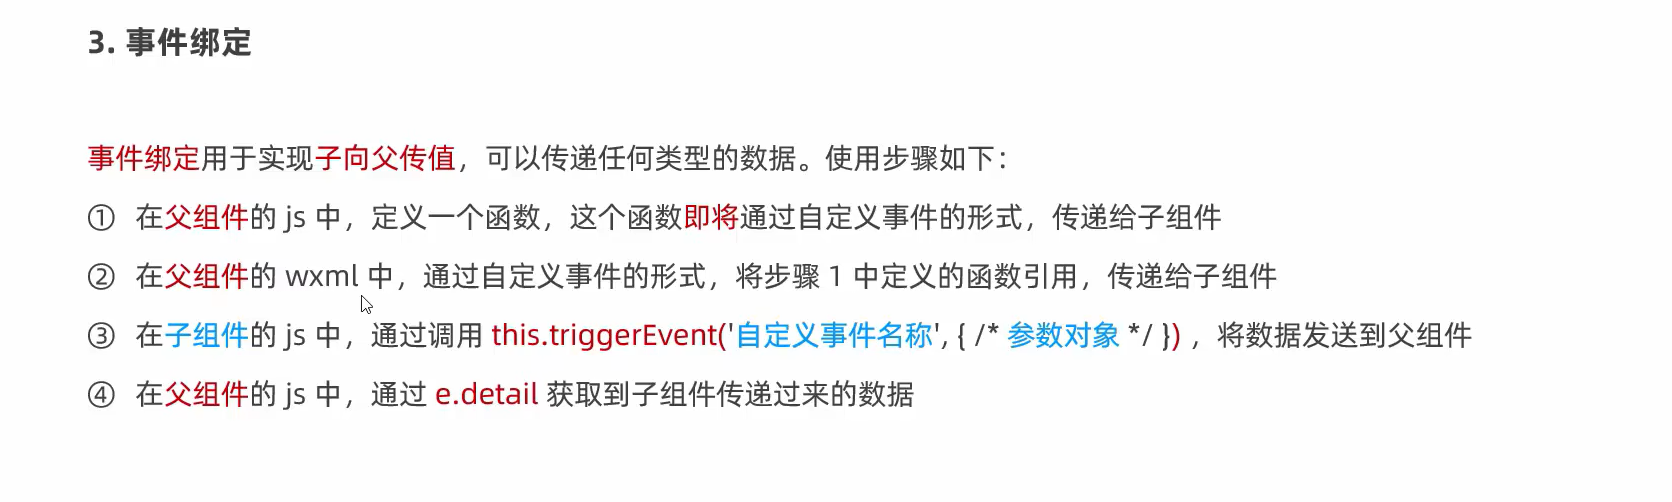 3. 事件绑定
事件绑定用于实现子向父传值，可以传递任何类型的数据。使用步骤如下：
① 在父组件的 js 中，定义一个函数，这个函数即将通过自定义事件的形式，传递给子组件
② 在父组件的 wxml 中，通过自定义事件的形式，将步骤 1 中定义的函数引用，传递给子组件
③ 在子组件的 js 中，通过调用 this.triggerEvent('自定义事件名称', { /* 参数对象 */ }) ，将数据发送到父组件
④ 在父组件的 js 中，通过 e.detail 获取到子组件传递过来的数据